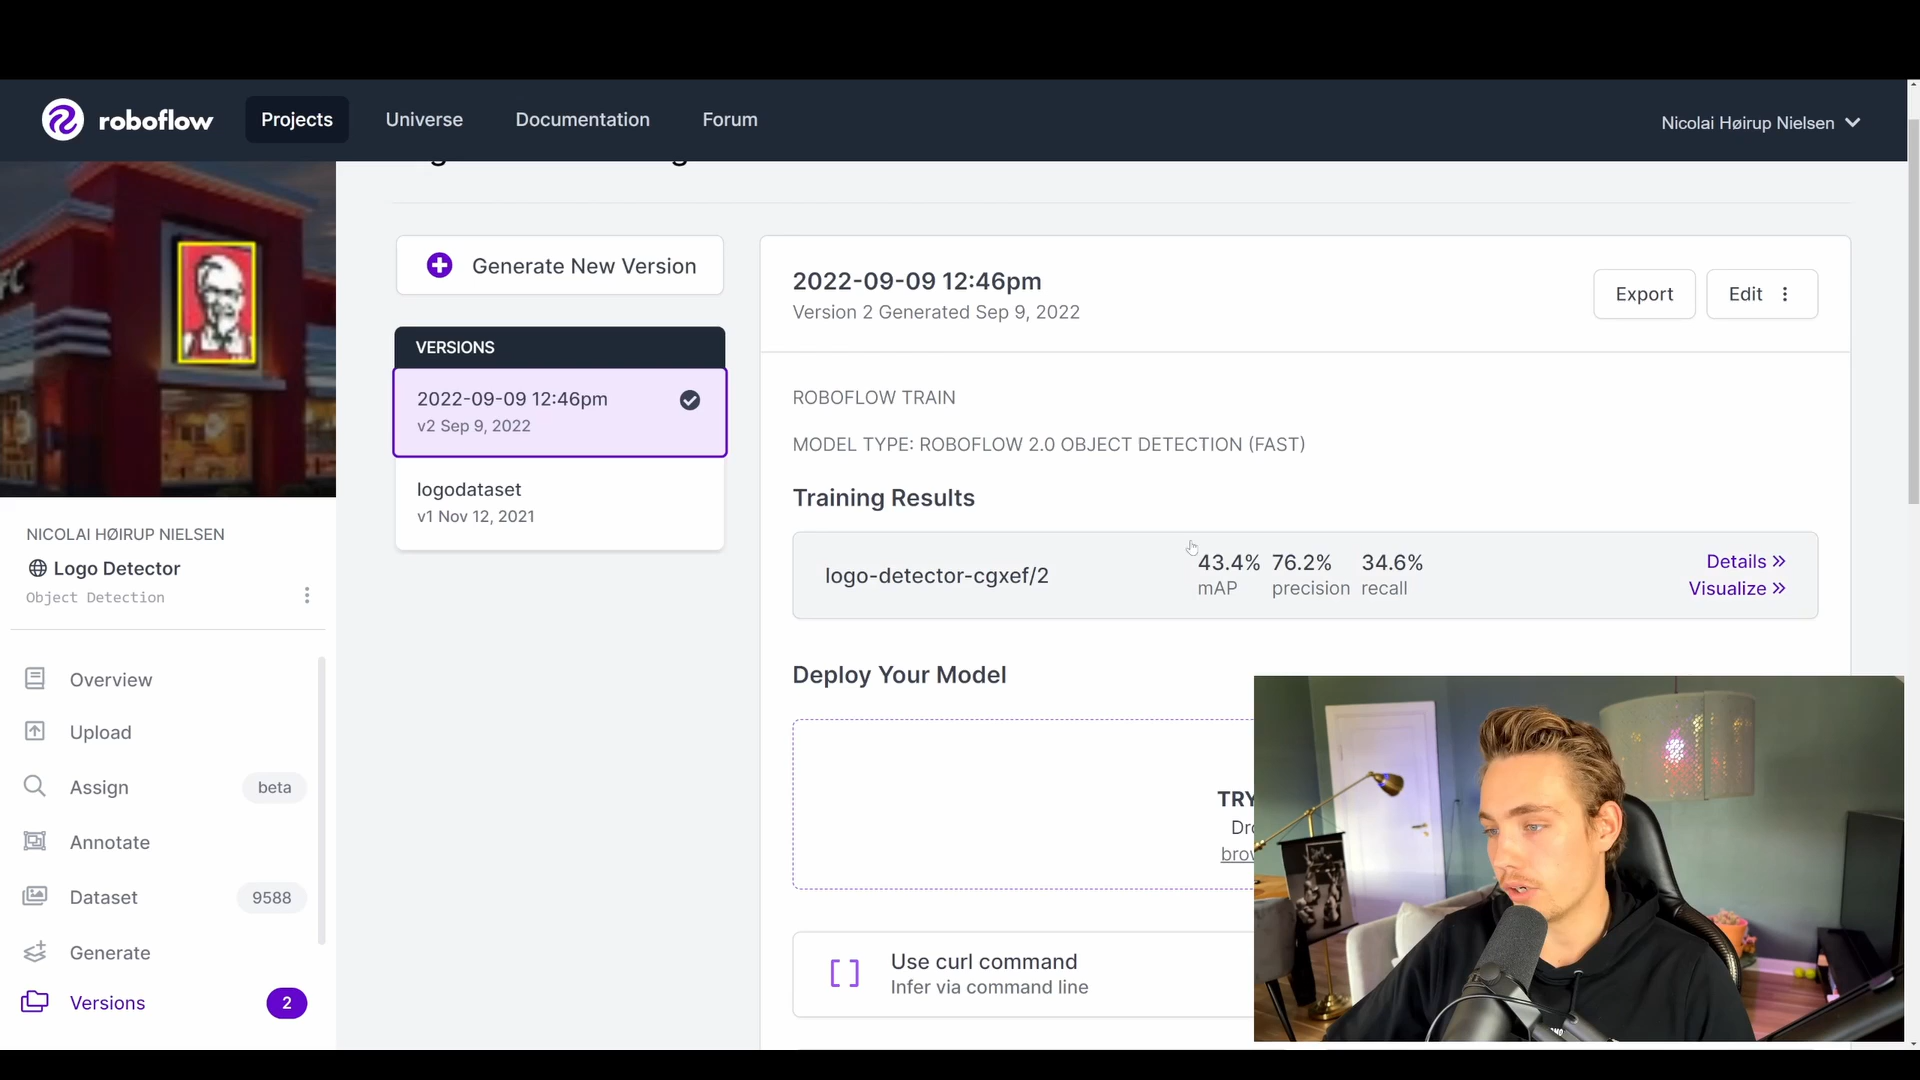 roboflow
Projects
Universe
Documentation
Forum
Nicolai Høirup Nielsen
FC
NICOLAI HØIRUP NIELSEN
Logo Detector
Object Detection
Overview
Upload
Assign
beta
Annotate
Dataset
9588
Generate
Versions
2
Generate New Version
VERSIONS
2022-09-09 12:46pm
v2 Sep 9, 2022
logodataset
v1 Nov 12, 2021
2022-09-09 12:46pm
Version 2 Generated Sep 9, 2022
Export
Edit
ROBOFLOW TRAIN
MODEL TYPE: ROBOFLOW 2.0 OBJECT DETECTION (FAST)
Training Results
logo-detector-cgxef/2
43.4% 76.2% 34.6%
mAP precision recall
Details
Visualize
Deploy Your Model
TRY
Use curl command
Infer via command line